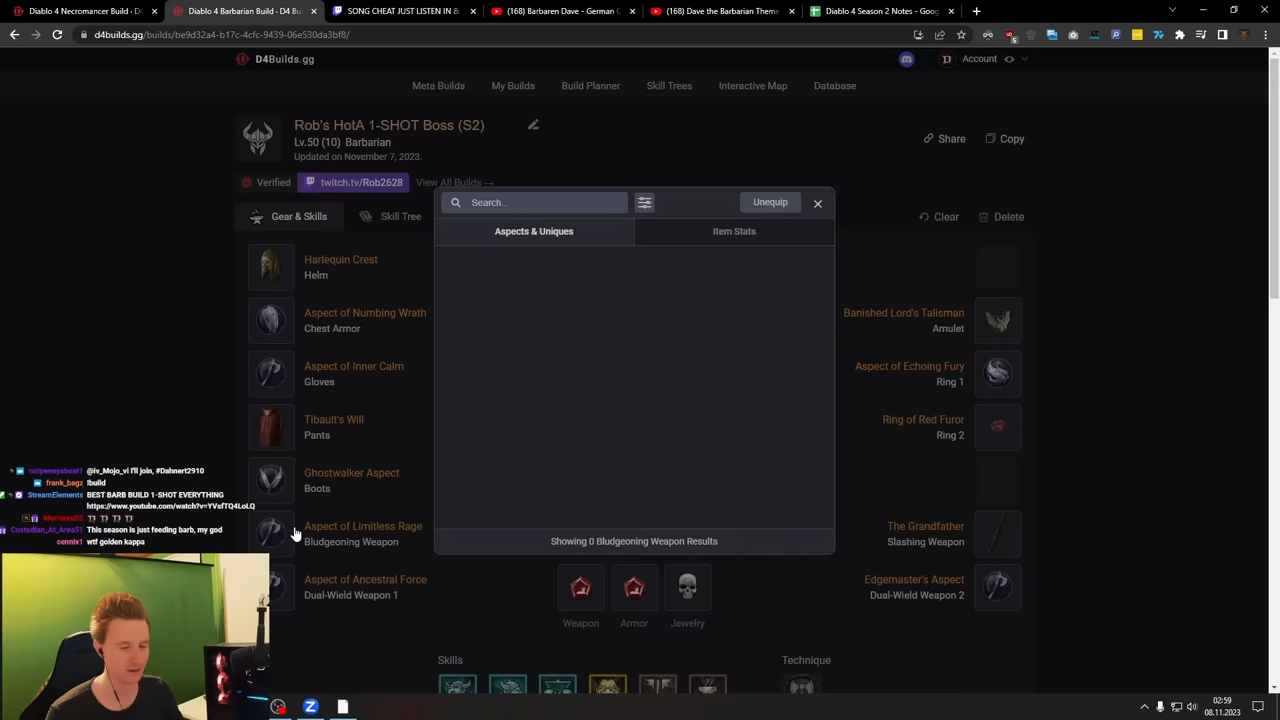 Diablo 4 Necromancer Build - D4 B
Diablo 4 Barbarian Build - D4 Buil
SONG CHEAT JUST LISTEN IN &
(168) Barbaren Dave - German C
(168) Dave the Barbarian Theme
Diablo 4 Season 2 Notes - Goog
d4builds.gg/builds/be9d32a4-b17c-4cfc-9439-06e530da3bf8/
D4Builds.gg
Account
Meta Builds
My Builds
Build Planner
Skill Trees
Interactive Map
Database
Rob's HotA 1-SHOT Boss (S2)
Lv.50 (10) Barbarian
Updated on November 7, 2023.
Share
Copy
Verified
twitch.tv/Rob2628
View All Builds →
Search...
Unequip
Gear & Skills
Skill Tree
Clear
Delete
Aspects & Uniques
Item Stats
Harlequin Crest
Helm
Aspect of Numbing Wrath
Chest Armor
Banished Lord's Talisman
Amulet
Aspect of Inner Calm
Gloves
Aspect of Echoing Fury
Ring 1
Tibault's Will
Pants
Ring of Red Furor
Ring 2
Ghostwalker Aspect
Boots
notpennysboat1 @iv_Mojo_vi I'll join, #Dahnert2910
frank_bagz !build
StreamElements BEST BARB BUILD 1-SHOT EVERYTHING
https://www.youtube.com/watch?v=YVsfTQ4LoLQ
Custodian_At_Area51 This season is just feeding barb, my god
cennix1 wtf golden kappa
Aspect of Limitless Rage
Bludgeoning Weapon
The Grandfather
Slashing Weapon
Showing 0 Bludgeoning Weapon Results
Aspect of Ancestral Force
Dual-Wield Weapon 1
Edgemaster's Aspect
Dual-Wield Weapon 2
Weapon
Armor
Jewelry
Skills
Technique
02:59
08.11.2023